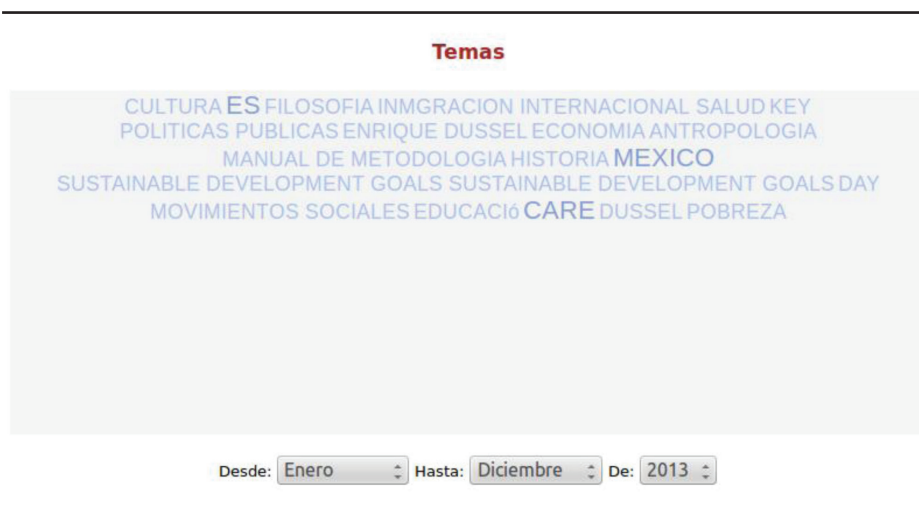 Temas
CULTURA ES FILOSOFIA INMGRACION INTERNACIONAL SALUD KEY
POLITICAS PUBLICAS ENRIQUE DUSSEL ECONOMIA ANTROPOLOGIA
MANUAL DE METODOLOGIA HISTORIA MEXICO
SUSTAINABLE DEVELOPMENT GOALS SUSTAINABLE DEVELOPMENT GOALS DAY
MOVIMIENTOS SOCIALES EDUCACIó CARE DUSSEL POBREZA
Desde: Enero Hasta: Diciembre De: 2013